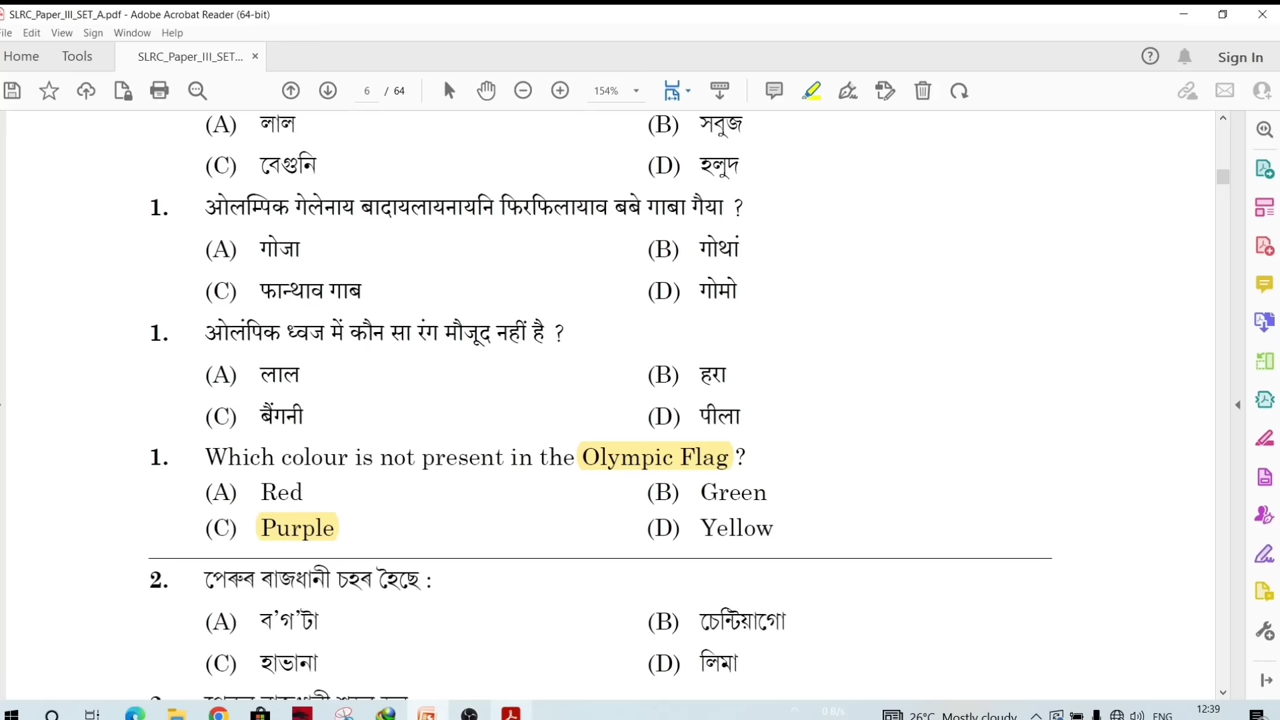 SLRC_Paper_III_SET_A.pdf - Adobe Acrobat Reader (64-bit)
File Edit View Sign Window Help
Home Tools SLRC_Paper_III_SET... × Sign In
6 / 64 154%
(A) লাল (B) সবুজ
(C) বেগুনি (D) হলুদ
1. ओलम्पिक गेलेनाय बादायलायनायनि फिरफिलायाव बबे गाबा गैया ?
(A) गोजा (B) गोथां
(C) फान्थाव गाब (D) गोमो
1. ओलंपिक ध्वज में कौन सा रंग मौजूद नहीं है ?
(A) लाल (B) हरा
(C) बैंगनी (D) पीला
1. Which colour is not present in the Olympic Flag ?
(A) Red (B) Green
(C) Purple (D) Yellow
2. পেৰুৰ ৰাজধানী চহৰ হৈছে :
(A) ব'গ'টা (B) চেন্টিয়াগো
(C) হাভানা (D) লিমা
0 B/s 26°C Mostly cloudy ENG 12:39